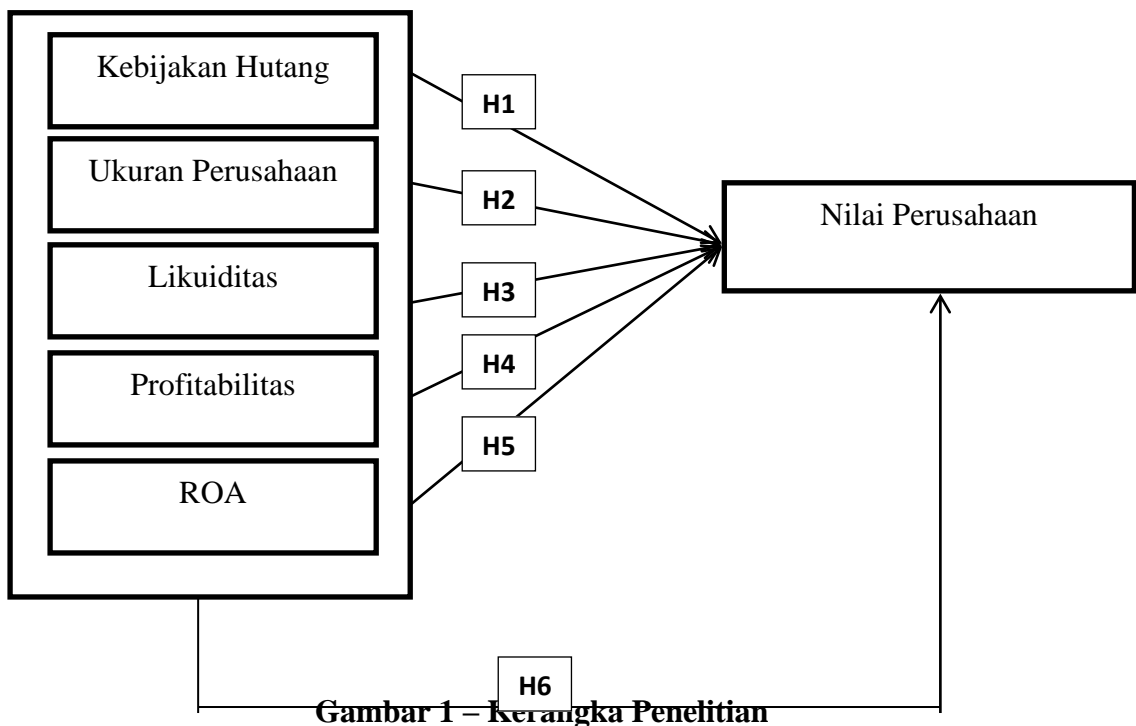 Kebijakan Hutang
Ukuran Perusahaan
Likuiditas
Profitabilitas
ROA
H1
H2
H3
H4
H5
Nilai Perusahaan
H6
Gambar 1 – Kerangka Penelitian